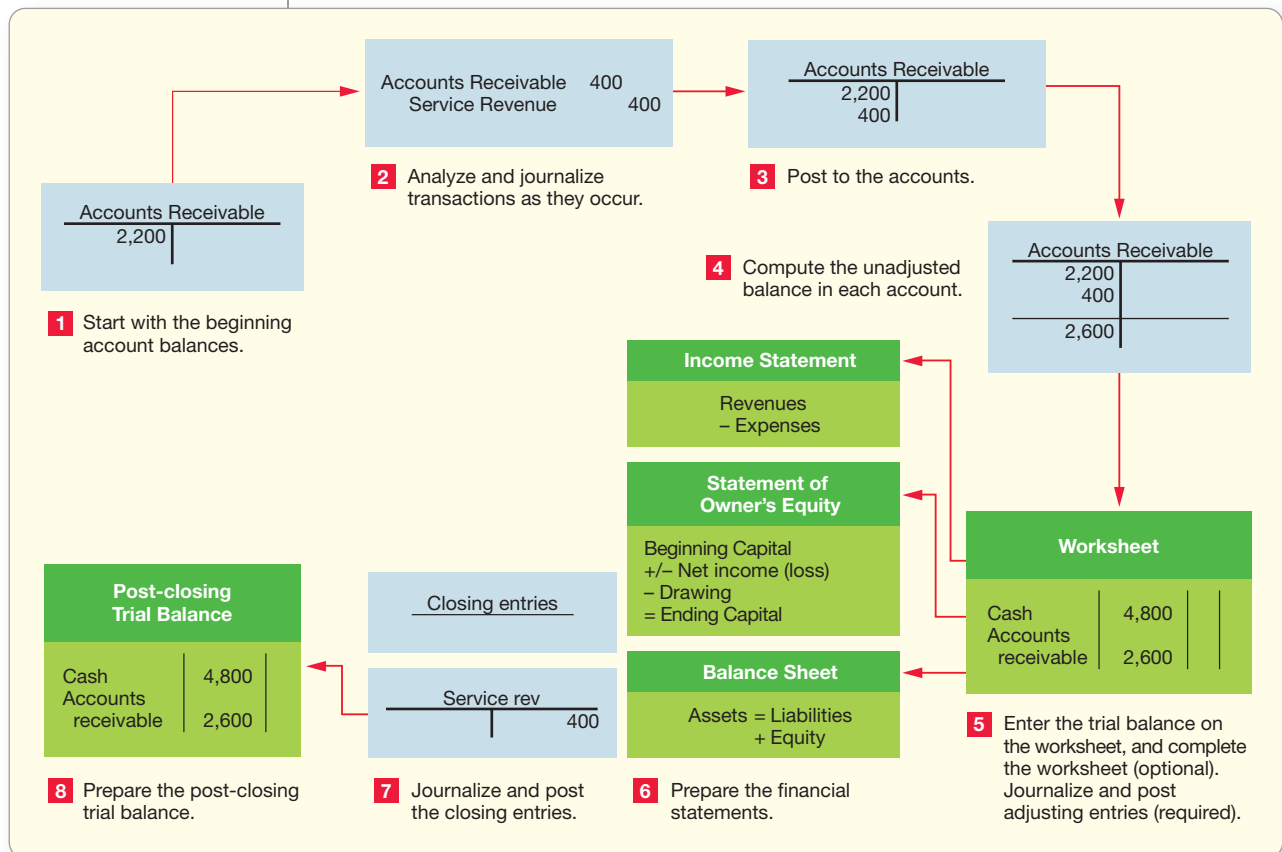 Accounts Receivable
2,200
1 Start with the beginning
account balances.
Accounts Receivable 400
Service Revenue 400
2 Analyze and journalize
transactions as they occur.
Accounts Receivable
2,200
400
3 Post to the accounts.
Accounts Receivable
2,200
400
2,600
4 Compute the unadjusted
balance in each account.
Worksheet
Cash 4,800
Accounts
receivable 2,600
5 Enter the trial balance on
the worksheet, and complete
the worksheet (optional).
Journalize and post
adjusting entries (required).
Income Statement
Revenues
– Expenses
Statement of
Owner's Equity
Beginning Capital
+/– Net income (loss)
– Drawing
= Ending Capital
Balance Sheet
Assets = Liabilities
+ Equity
6 Prepare the financial
statements.
Closing entries
Service rev
400
7 Journalize and post
the closing entries.
Post-closing
Trial Balance
Cash 4,800
Accounts
receivable 2,600
8 Prepare the post-closing
trial balance.